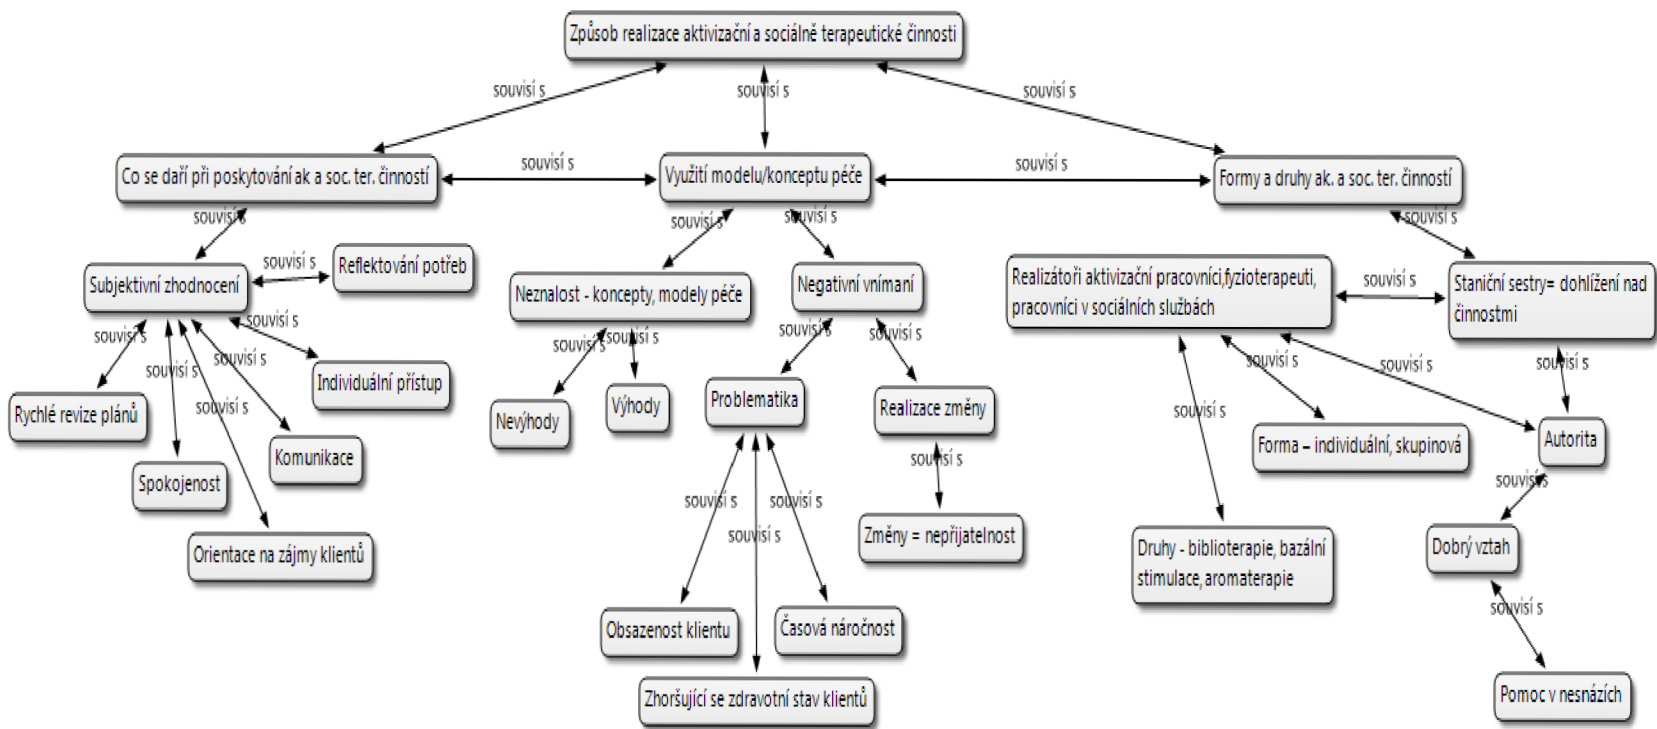 Způsob realizace aktivizační a sociálně terapeutické činnosti
souvisí s
souvisí s
souvisí s
Co se daří při poskytování ak a soc. ter. činností
souvisí s
Využití modelu/konceptu péče
souvisí s
Formy a druhy ak. a soc. ter. činností
souvisí s
souvisí s
souvisí s
souvisí s
Subjektivní zhodnocení
souvisí s
Reflektování potřeb
Neznalost - koncepty, modely péče
Negativní vnímaní
Realizátoři aktivizační pracovníci,fyzioterapeuti,
pracovníci v sociálních službách
souvisí s
Staniční sestry= dohlížení nad
činnostmi
souvisí s
souvisí s
souvisí s
souvisí s
souvisí s
souvisí s
souvisí s
souvisí s
souvisí s
souvisí s
souvisí s
souvisí s
souvisí s
souvisí s
Rychlé revize plánů
Individuální přístup
Nevýhody
Výhody
Problematika
Realizace změny
Spokojenost
Komunikace
Orientace na zájmy klientů
souvisí s
Forma – individuální, skupinová
Autorita
souvisí s
souvisí s
souvisí s
souvisí s
Změny = nepřijatelnost
Druhy - biblioterapie, bazální
stimulace, aromaterapie
Dobrý vztah
souvisí s
Obsazenost klientu
Časová náročnost
Zhoršující se zdravotní stav klientů
Pomoc v nesnázích